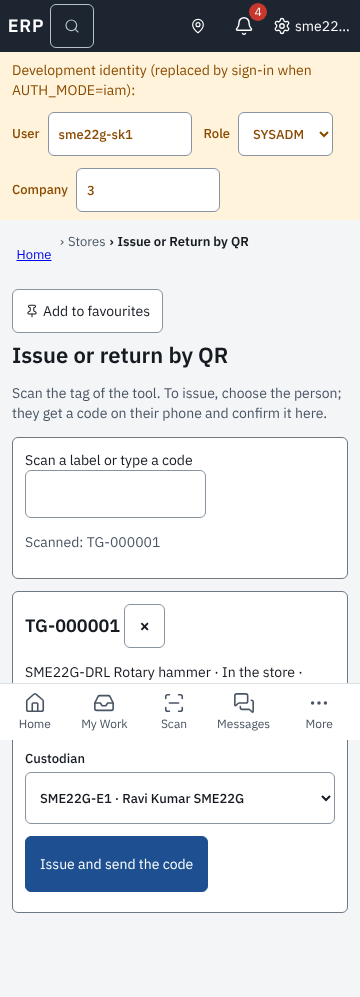 ERP
4
sme22...
Development identity (replaced by sign-in when
AUTH_MODE=iam):
User
sme22g-sk1
Role
SYSADM
Company
3
Home
› Stores › Issue or Return by QR
Add to favourites
Issue or return by QR
Scan the tag of the tool. To issue, choose the person;
they get a code on their phone and confirm it here.
Scan a label or type a code
Scanned: TG-000001
TG-000001 ×
SME22G-DRL Rotary hammer · In the store ·
Home
My Work
Scan
Messages
More
Custodian
SME22G-E1 · Ravi Kumar SME22G
Issue and send the code